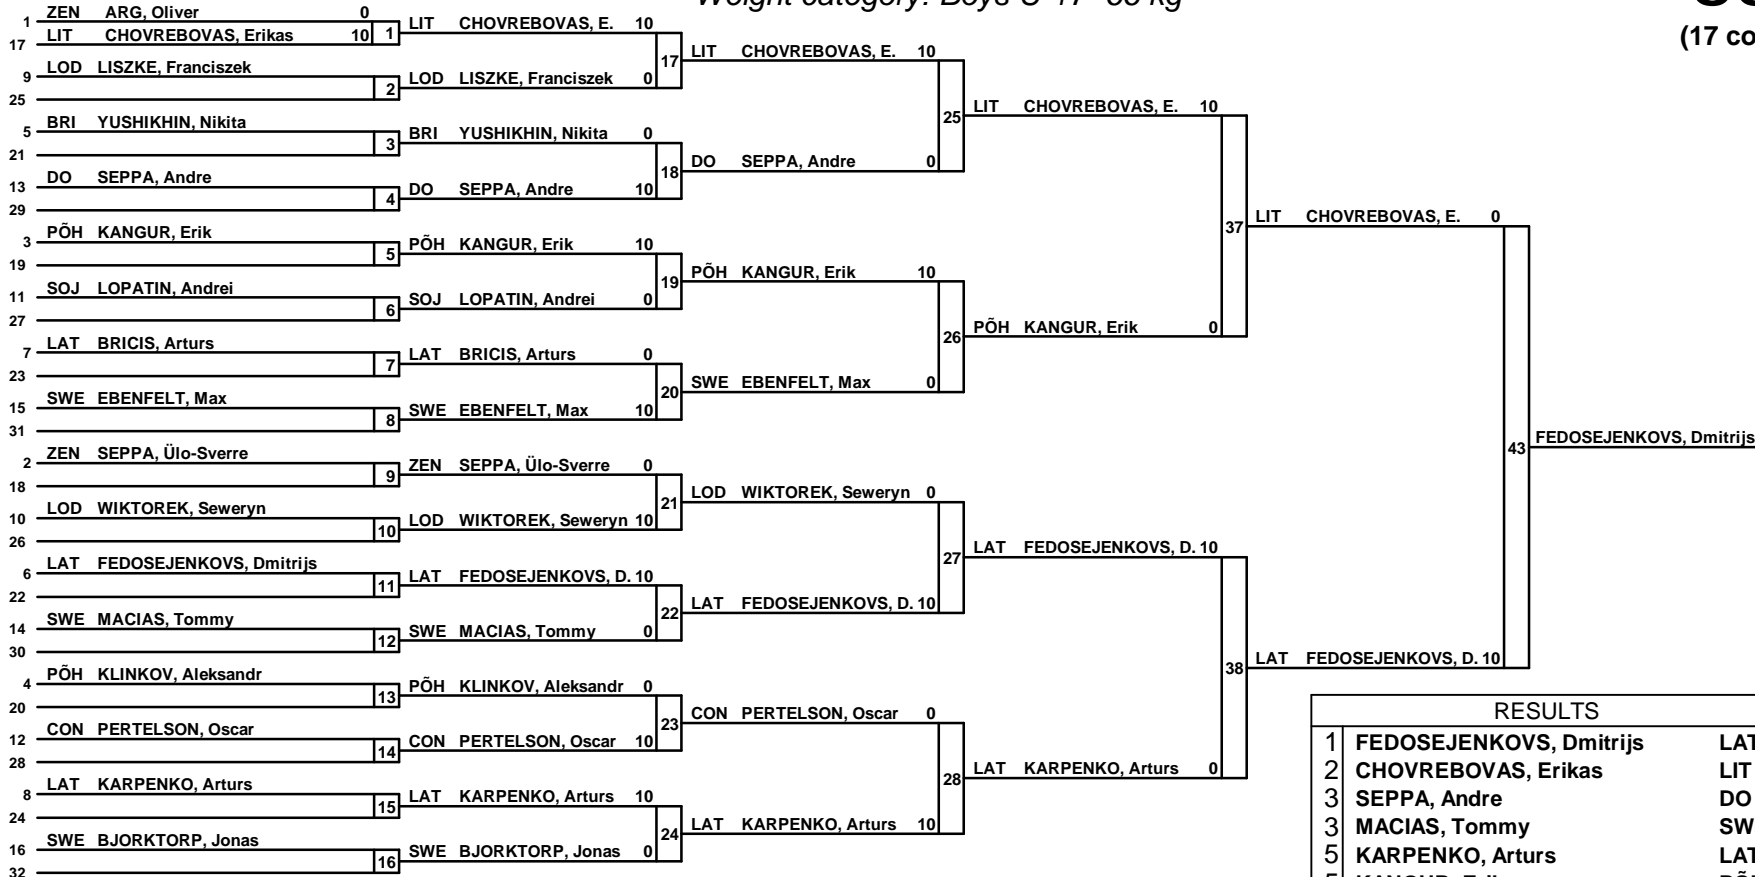 Weight category: Boys U-17 -55 kg
(17 co
1 ZEN ARG, Oliver 0
17 LIT CHOVREBOVAS, Erikas 10 1
9 LOD LISZKE, Franciszek
25 2
5 BRI YUSHIKHIN, Nikita
21 3
13 DO SEPPA, Andre
29 4
3 PÕH KANGUR, Erik
19 5
11 SOJ LOPATIN, Andrei
27 6
7 LAT BRICIS, Arturs
23 7
15 SWE EBENFELT, Max
31 8
2 ZEN SEPPA, Ülo-Sverre
18 9
10 LOD WIKTOREK, Seweryn
26 10
6 LAT FEDOSEJENKOVS, Dmitrijs
22 11
14 SWE MACIAS, Tommy
30 12
4 PÕH KLINKOV, Aleksandr
20 13
12 CON PERTELSON, Oscar
28 14
8 LAT KARPENKO, Arturs
24 15
16 SWE BJORKTORP, Jonas
32 16
LIT CHOVREBOVAS, E. 10
17
LOD LISZKE, Franciszek 0
BRI YUSHIKHIN, Nikita 0
18
DO SEPPA, Andre 10
PÕH KANGUR, Erik 10
19
SOJ LOPATIN, Andrei 0
LAT BRICIS, Arturs 0
20
SWE EBENFELT, Max 10
ZEN SEPPA, Ülo-Sverre 0
21
LOD WIKTOREK, Seweryn 10
LAT FEDOSEJENKOVS, D. 10
22
SWE MACIAS, Tommy 0
PÕH KLINKOV, Aleksandr 0
23
CON PERTELSON, Oscar 10
LAT KARPENKO, Arturs 10
24
SWE BJORKTORP, Jonas 0
LIT CHOVREBOVAS, E. 10
25
DO SEPPA, Andre 0
PÕH KANGUR, Erik 10
26
SWE EBENFELT, Max 0
LOD WIKTOREK, Seweryn 0
27
LAT FEDOSEJENKOVS, D. 10
CON PERTELSON, Oscar 0
28
LAT KARPENKO, Arturs 10
LIT CHOVREBOVAS, E. 10
37
PÕH KANGUR, Erik 0
LAT FEDOSEJENKOVS, D. 10
38
LAT KARPENKO, Arturs 0
LIT CHOVREBOVAS, E. 0
43
LAT FEDOSEJENKOVS, D. 10
FEDOSEJENKOVS, Dmitrijs
RESULTS
1 FEDOSEJENKOVS, Dmitrijs LAT
2 CHOVREBOVAS, Erikas LIT
3 SEPPA, Andre DO
3 MACIAS, Tommy SW
5 KARPENKO, Arturs LAT
5 KANGUR, Erik PÕH